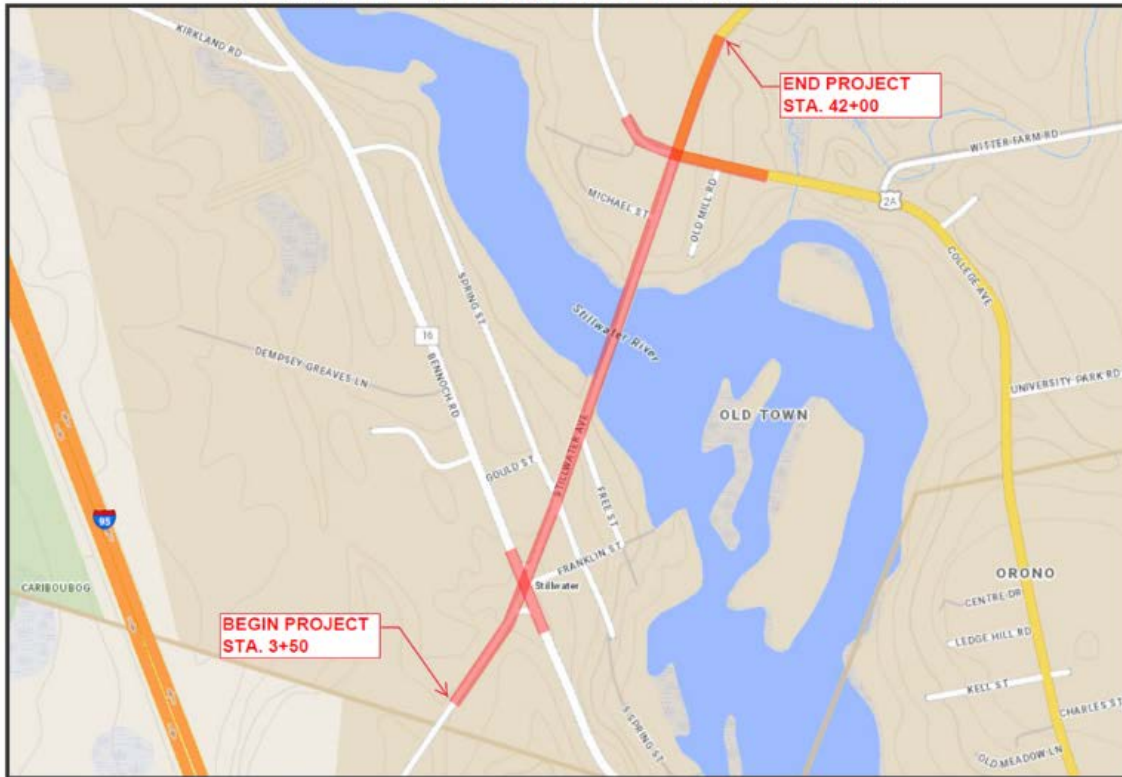 KIRKLAND RD
END PROJECT
STA. 42+00
WITTER FARM RD
MICHAEL ST
OLD MILL RD
2A
COLLEGE AVE
SPRING ST
Stillwater River
16
BENNOCH RD
DEMPSEY GREAVES LN
UNIVERSITY PARK RD
OLD TOWN
STILLWATER AVE
GOULD ST
FREE ST
95
FRANKLIN ST
Stillwater
ORONO
CARIBOUBOG
CENTRE DR
BEGIN PROJECT
STA. 3+50
LEDGE HILL RD
KELL ST
CHARLES ST
S SPRING ST
OLD MEADOW LN